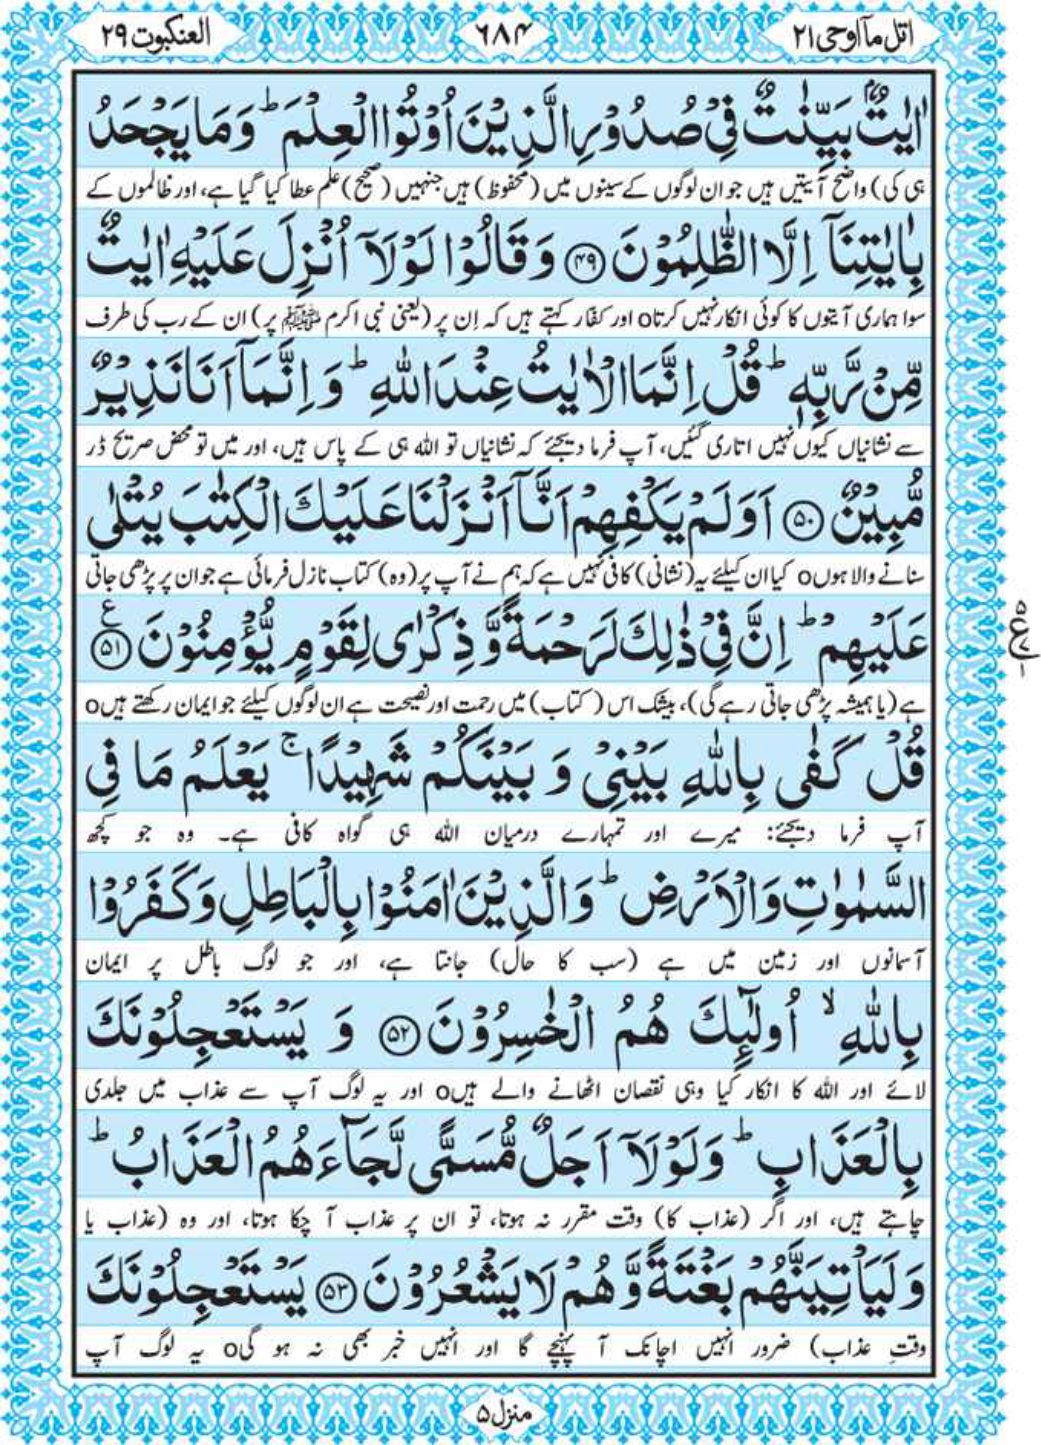 اتل مآ اوحی ۲۱
۶۸۴
العنکبوت ۲۹
اٰیٰتٌۢ بَیِّنٰتٌ فِیْ صُدُوْرِ الَّذِیْنَ اُوْتُوا الْعِلْمَ ؕ وَمَا یَجْحَدُ
ہی کی) واضح آیتیں ہیں جو ان لوگوں کے سینوں میں (محفوظ) ہیں جنہیں (صحیح) علم عطا کیا گیا ہے، اور ظالموں کے
بِاٰیٰتِنَاۤ اِلَّا الظّٰلِمُوْنَ ﴿۴۹﴾ وَ قَالُوْا لَوْلَاۤ اُنْزِلَ عَلَیْهِ اٰیٰتٌ
سوا ہماری آیتوں کا کوئی انکار نہیں کرتاo اور کفّار کہتے ہیں کہ اِن پر (یعنی نبی اکرم ﷺ پر) ان کے رب کی طرف
مِّنْ رَّبِّهٖ ؕ قُلْ اِنَّمَا الْاٰیٰتُ عِنْدَ اللهِ ؕ وَ اِنَّمَاۤ اَنَا نَذِیْرٌ
سے نشانیاں کیوں نہیں اتاری گئیں، آپ فرما دیجئے کہ نشانیاں تو اللہ ہی کے پاس ہیں، اور میں تو محض صریح ڈر
مُّبِیْنٌ ﴿۵۰﴾ اَوَلَمْ یَكْفِهِمْ اَنَّاۤ اَنْزَلْنَا عَلَیْكَ الْكِتٰبَ یُتْلٰی
سنانے والا ہوںo کیا ان کیلئے یہ (نشانی) کافی نہیں ہے کہ ہم نے آپ پر (وہ) کتاب نازل فرمائی ہے جو ان پر پڑھی جاتی
عَلَیْهِمْ ؕ اِنَّ فِیْ ذٰلِكَ لَرَحْمَةً وَّ ذِكْرٰی لِقَوْمٍ یُّؤْمِنُوْنَ ﴿۵۱﴾ ع
ہے (یا ہمیشہ پڑھی جاتی رہے گی)، بیشک اس (کتاب) میں رحمت اور نصیحت ہے ان لوگوں کیلئے جو ایمان رکھتے ہیںo
قُلْ كَفٰی بِاللهِ بَیْنِیْ وَ بَیْنَكُمْ شَهِیْدًا ۚ یَعْلَمُ مَا فِی
آپ فرما دیجئے: میرے اور تمہارے درمیان اللہ ہی گواہ کافی ہے۔ وہ جو کچھ
السَّمٰوٰتِ وَالْاَرْضِ ؕ وَالَّذِیْنَ اٰمَنُوْا بِالْبَاطِلِ وَكَفَرُوْا
آسمانوں اور زمین میں ہے (سب کا حال) جانتا ہے، اور جو لوگ باطل پر ایمان
بِاللهِ ۙ اُولٰٓئِكَ هُمُ الْخٰسِرُوْنَ ﴿۵۲﴾ وَ یَسْتَعْجِلُوْنَكَ
لائے اور اللہ کا انکار کیا وہی نقصان اٹھانے والے ہیںo اور یہ لوگ آپ سے عذاب میں جلدی
بِالْعَذَابِ ؕ وَلَوْلَاۤ اَجَلٌ مُّسَمًّی لَّجَآءَهُمُ الْعَذَابُ ؕ
چاہتے ہیں، اور اگر (عذاب کا) وقت مقرر نہ ہوتا، تو ان پر عذاب آ چکا ہوتا، اور وہ (عذاب یا
وَ لَیَاْتِیَنَّهُمْ بَغْتَةً وَّ هُمْ لَا یَشْعُرُوْنَ ﴿۵۳﴾ یَسْتَعْجِلُوْنَكَ
وقتِ عذاب) ضرور انہیں اچانک آ پہنچے گا اور انہیں خبر بھی نہ ہو گیo یہ لوگ آپ
منزل ۵